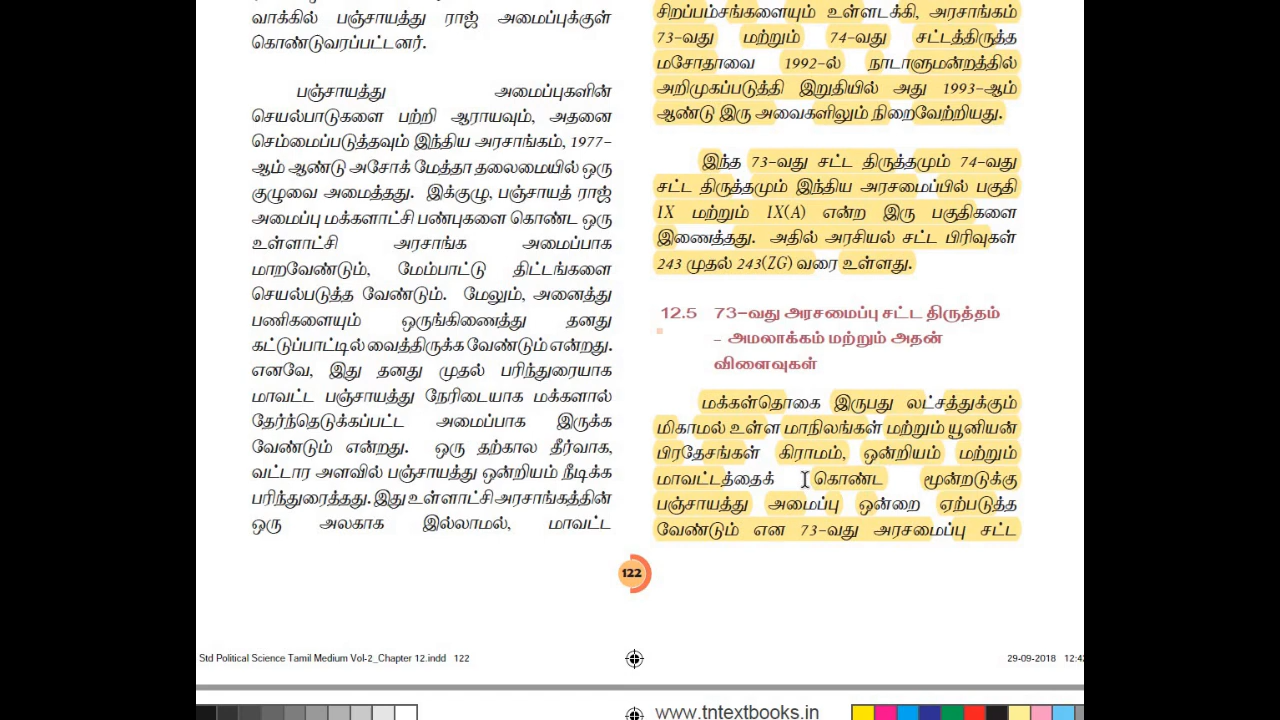 வாக்கில் பஞ்சாயத்து ராஜ் அமைப்புக்குள்
கொண்டுவரப்பட்டனர்.
பஞ்சாயத்து அமைப்புகளின்
செயல்பாடுகளை பற்றி ஆராயவும், அதனை
செம்மைப்படுத்தவும் இந்திய அரசாங்கம், 1977-
ஆம் ஆண்டு அசோக் மேத்தா தலைமையில் ஒரு
குழுவை அமைத்தது. இக்குழு, பஞ்சாயத் ராஜ்
அமைப்பு மக்களாட்சி பண்புகளை கொண்ட ஒரு
உள்ளாட்சி அரசாங்க அமைப்பாக
மாறவேண்டும், மேம்பாட்டு திட்டங்களை
செயல்படுத்த வேண்டும். மேலும், அனைத்து
பணிகளையும் ஒருங்கிணைத்து தனது
கட்டுப்பாட்டில் வைத்திருக்க வேண்டும் என்றது.
எனவே, இது தனது முதல் பரிந்துரையாக
மாவட்ட பஞ்சாயத்து நேரிடையாக மக்களால்
தேர்ந்தெடுக்கப்பட்ட அமைப்பாக இருக்க
வேண்டும் என்றது. ஒரு தற்கால தீர்வாக,
வட்டார அளவில் பஞ்சாயத்து ஒன்றியம் நீடிக்க
பரிந்துரைத்தது. இது உள்ளாட்சி அரசாங்கத்தின்
ஒரு அலகாக இல்லாமல், மாவட்ட
சிறப்பம்சங்களையும் உள்ளடக்கி, அரசாங்கம்
73-வது மற்றும் 74-வது சட்டத்திருத்த
மசோதாவை 1992-ல் நாடாளுமன்றத்தில்
அறிமுகப்படுத்தி இறுதியில் அது 1993-ஆம்
ஆண்டு இரு அவைகளிலும் நிறைவேற்றியது.
இந்த 73-வது சட்ட திருத்தமும் 74-வது
சட்ட திருத்தமும் இந்திய அரசமைப்பில் பகுதி
IX மற்றும் IX(A) என்ற இரு பகுதிகளை
இணைத்தது. அதில் அரசியல் சட்ட பிரிவுகள்
243 முதல் 243(ZG) வரை உள்ளது.
12.5 73-வது அரசமைப்பு சட்ட திருத்தம்
- அமலாக்கம் மற்றும் அதன்
விளைவுகள்
மக்கள்தொகை இருபது லட்சத்துக்கும்
மிகாமல் உள்ள மாநிலங்கள் மற்றும் யூனியன்
பிரதேசங்கள் கிராமம், ஒன்றியம் மற்றும்
மாவட்டத்தைக் கொண்ட மூன்றடுக்கு
பஞ்சாயத்து அமைப்பு ஒன்றை ஏற்படுத்த
வேண்டும் என 73-வது அரசமைப்பு சட்ட
122
Std Political Science Tamil Medium Vol-2_Chapter 12.indd 122
29-09-2018 12:42
www.tntextbooks.in